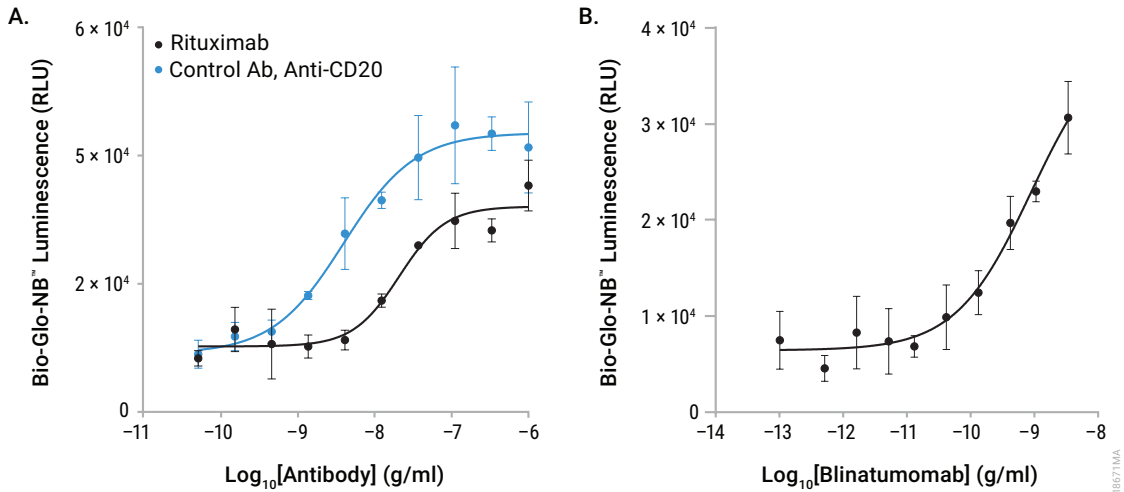 A.
6 × 10⁴
5 × 10⁴
2 × 10⁴
0
Bio-Glo-NB™ Luminescence (RLU)
Rituximab
Control Ab, Anti-CD20
−11 −10 −9 −8 −7 −6
Log₁₀[Antibody] (g/ml)
B.
4 × 10⁴
3 × 10⁴
2 × 10⁴
1 × 10⁴
0
Bio-Glo-NB™ Luminescence (RLU)
−14 −13 −12 −11 −10 −9 −8
Log₁₀[Blinatumomab] (g/ml)